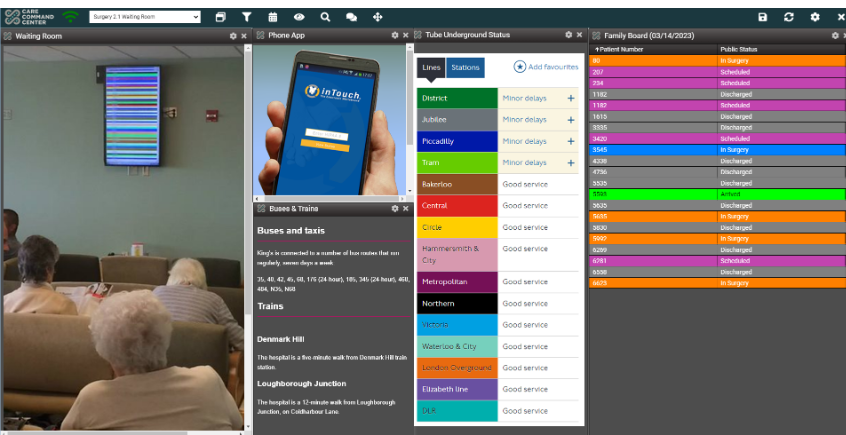 CARE
COMMAND
CENTER
Surgery 2.1 Waiting Room
Waiting Room
Phone App
inTouch
Buses & Trains
Buses and taxis
King's is connected to a number of bus routes that run
regularly, seven days a week.
35, 40, 42, 45, 68, 176 (24 hour), 185, 345 (24 hour), 468,
484, N35, N68
Trains
Denmark Hill
The hospital is a five-minute walk from Denmark Hill train
station.
Loughborough Junction
The hospital is a 12-minute walk from Loughborough
Junction, on Coldharbour Lane.
Tube Underground Status
Lines Stations Add favourites
District Minor delays +
Jubilee Minor delays +
Piccadilly Minor delays +
Tram Minor delays +
Bakerloo Good service
Central Good service
Circle Good service
Hammersmith & Good service
City
Metropolitan Good service
Northern Good service
Victoria Good service
Waterloo & City Good service
London Overground Good service
Elizabeth line Good service
DLR Good service
Family Board (03/14/2023)
Patient Number Public Status
80 In Surgery
207 Scheduled
234 Scheduled
1182 Discharged
1182 Scheduled
1615 Discharged
3335 Discharged
3420 Scheduled
3545 In Surgery
4238 Discharged
4736 Discharged
5535 Discharged
5588 Arrived
5635 Discharged
5695 In Surgery
5830 Discharged
5992 In Surgery
6269 Discharged
6281 Scheduled
6558 Discharged
6623 In Surgery